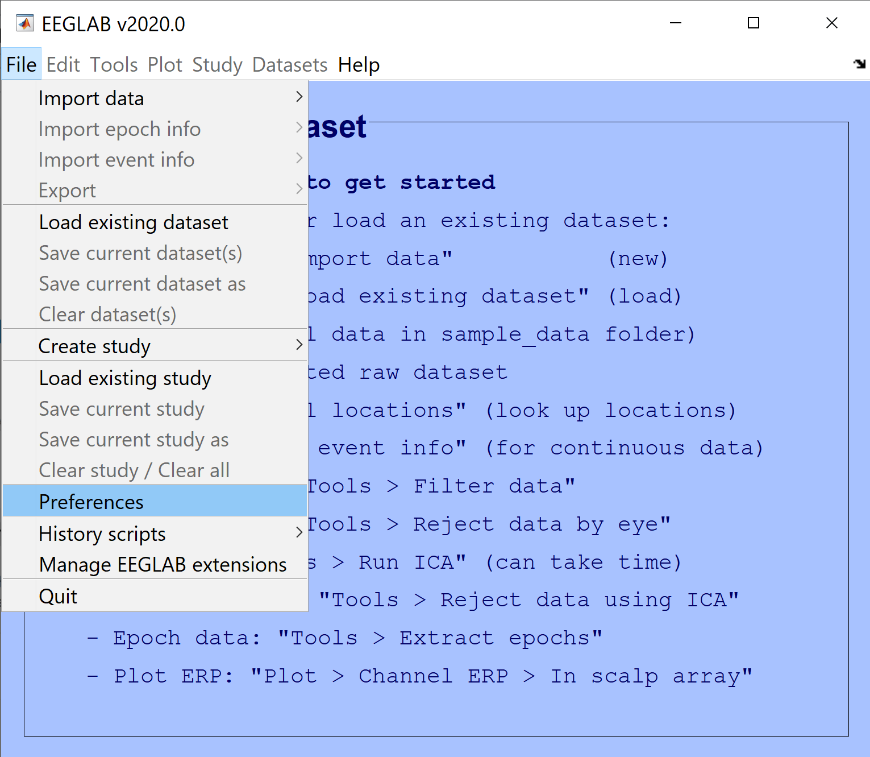 EEGLAB v2020.0
File Edit Tools Plot Study Datasets Help
Import data
Import epoch info
Import event info
Export
Load existing dataset
Save current dataset(s)
Save current dataset as
Clear dataset(s)
Create study
Load existing study
Save current study
Save current study as
Clear study / Clear all
Preferences
History scripts
Manage EEGLAB extensions
Quit
aset
to get started
r load an existing dataset:
mport data" (new)
oad existing dataset" (load)
l data in sample_data folder)
ted raw dataset
l locations" (look up locations)
event info" (for continuous data)
Tools > Filter data"
Tools > Reject data by eye"
s > Run ICA" (can take time)
"Tools > Reject data using ICA"
- Epoch data: "Tools > Extract epochs"
- Plot ERP: "Plot > Channel ERP > In scalp array"